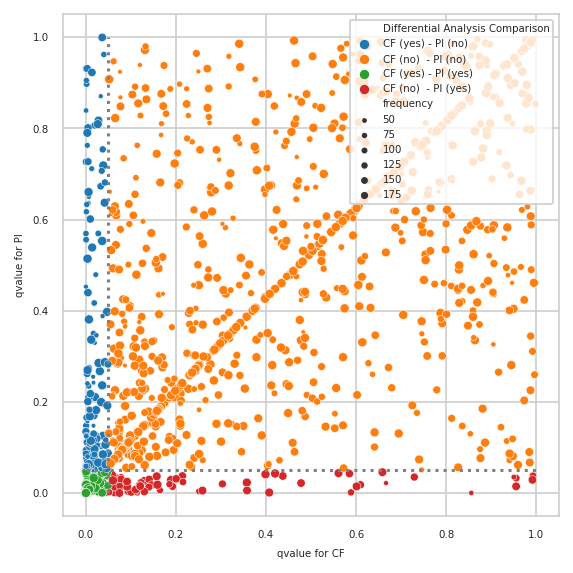 Differential Analysis Comparison
CF (yes) - PI (no)
CF (no)  - PI (no)
CF (yes) - PI (yes)
CF (no)  - PI (yes)
frequency
50
75
100
125
150
175
qvalue for PI
1.0
0.8
0.6
0.4
0.2
0.0
0.0 0.2 0.4 0.6 0.8 1.0
qvalue for CF